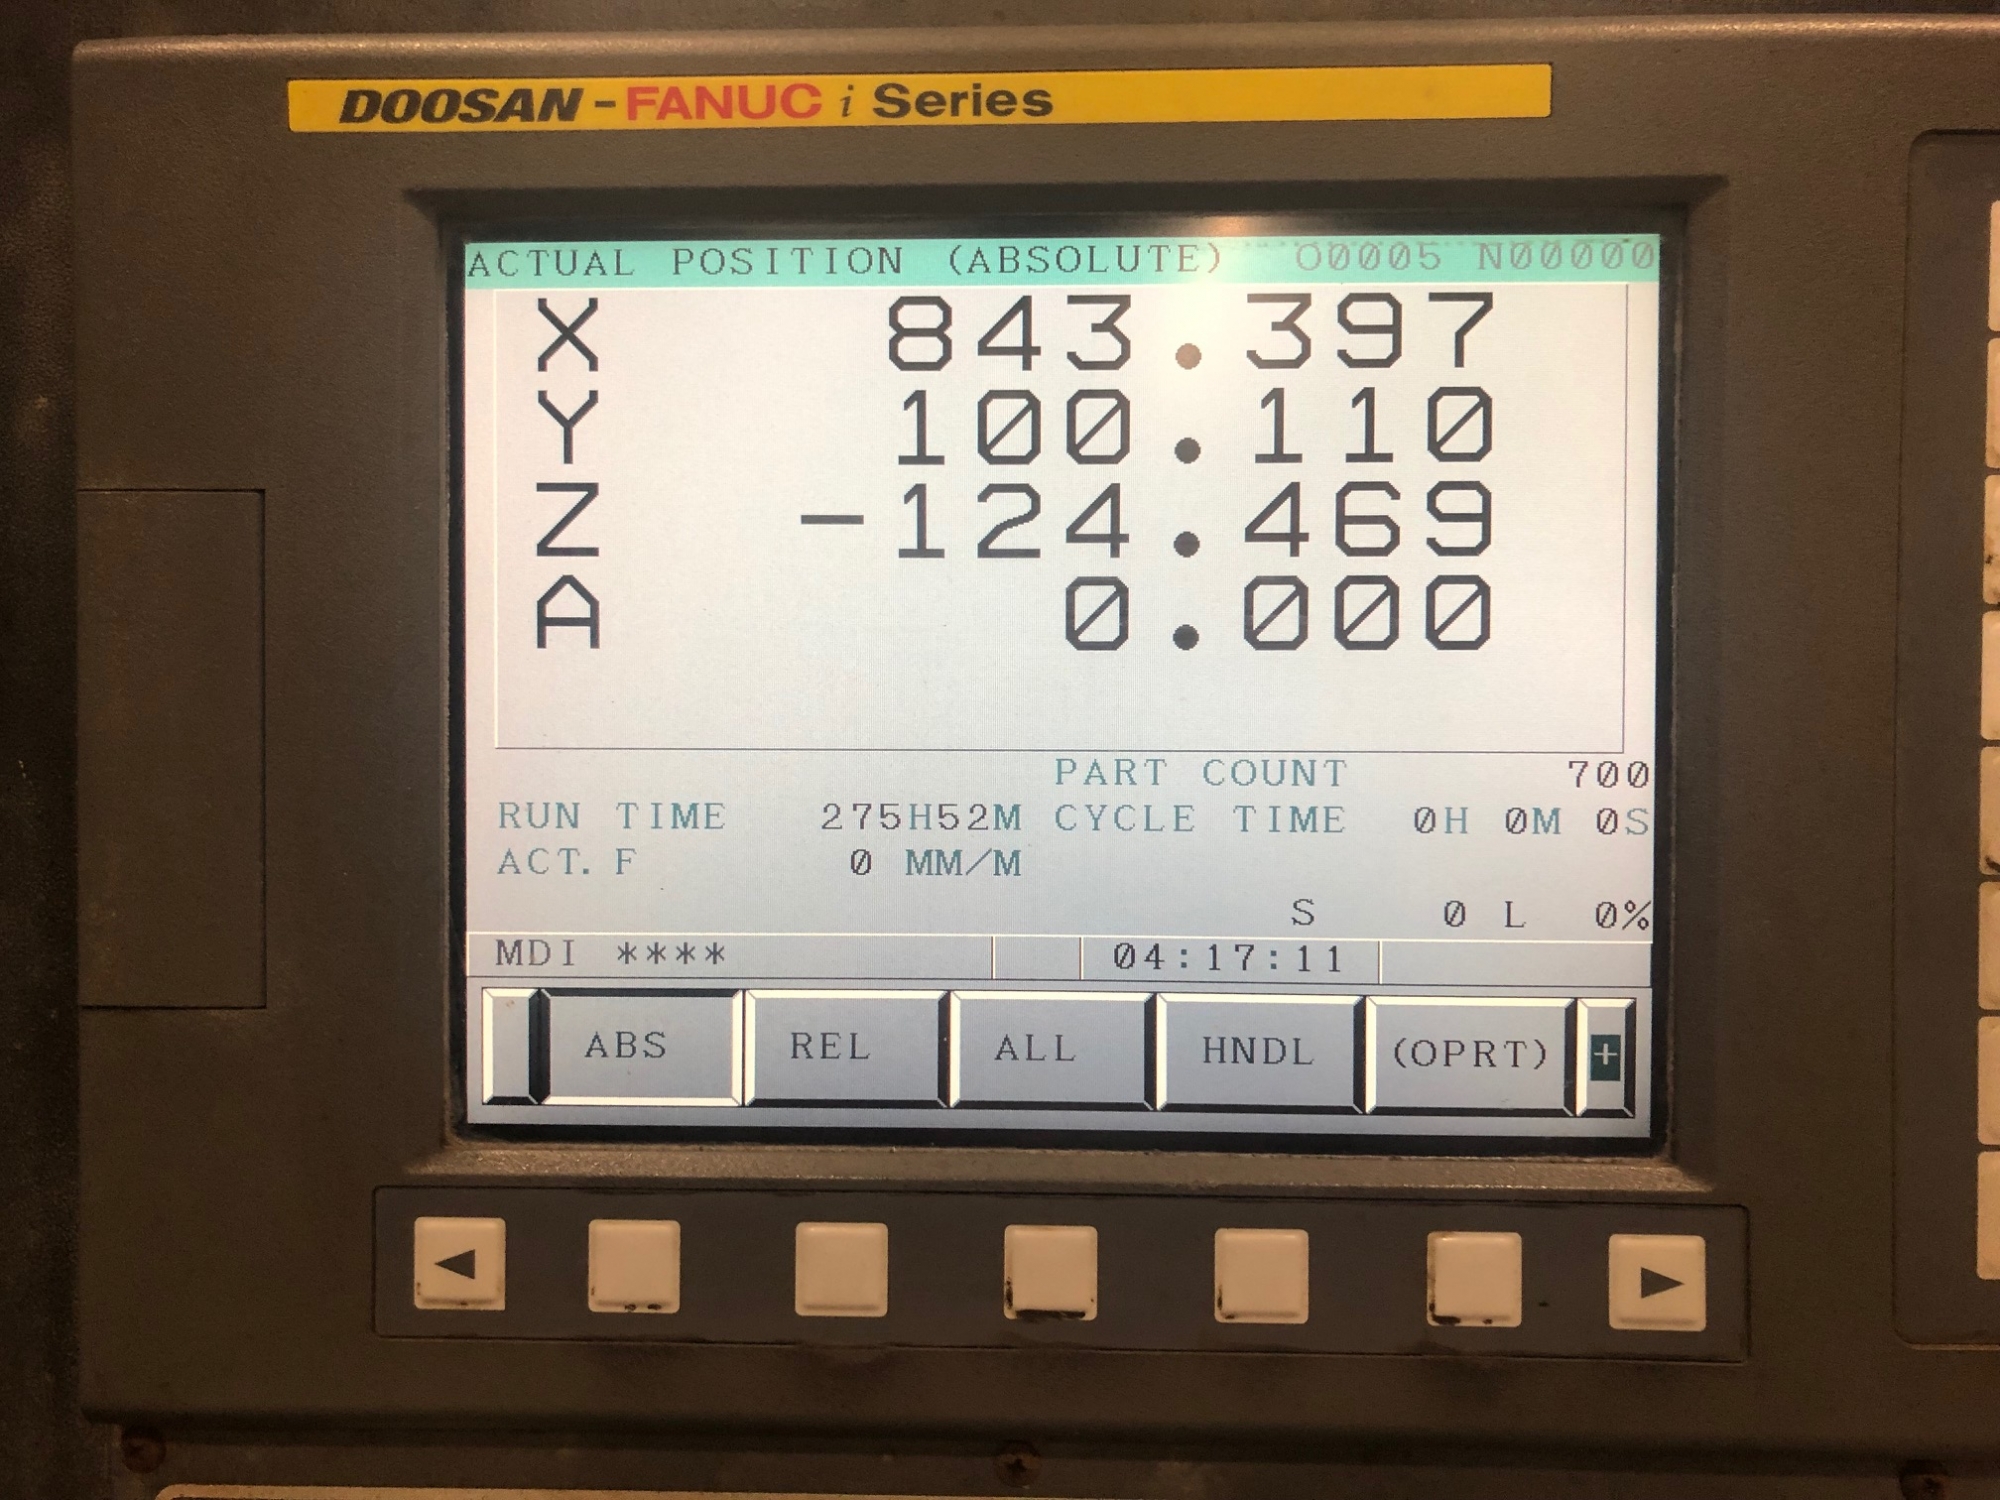 DOOSAN-FANUC i Series
ACTUAL POSITION (ABSOLUTE) O0005 N00000
X 843.397
Y 100.110
Z -124.469
A 0.000
PART COUNT 700
RUN TIME 275H52M CYCLE TIME 0H 0M 0S
ACT.F 0 MM/M
S 0 L 0%
MDI **** 04:17:11
ABS REL ALL HNDL (OPRT) +